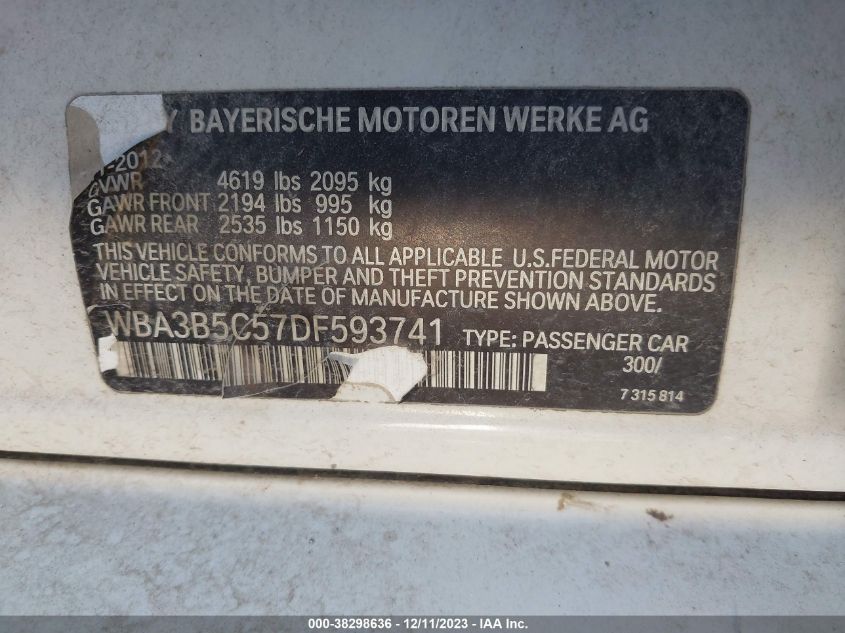 Y BAYERISCHE MOTOREN WERKE AG
-2012
GVWR 4619 lbs 2095 kg
GAWR FRONT 2194 lbs 995 kg
GAWR REAR 2535 lbs 1150 kg
THIS VEHICLE CONFORMS TO ALL APPLICABLE U.S.FEDERAL MOTOR
VEHICLE SAFETY, BUMPER AND THEFT PREVENTION STANDARDS
IN EFFECT ON THE DATE OF MANUFACTURE SHOWN ABOVE.
WBA3B5C57DF593741 TYPE: PASSENGER CAR
300/
7 315 814
000-38298636 - 12/11/2023 - IAA Inc.